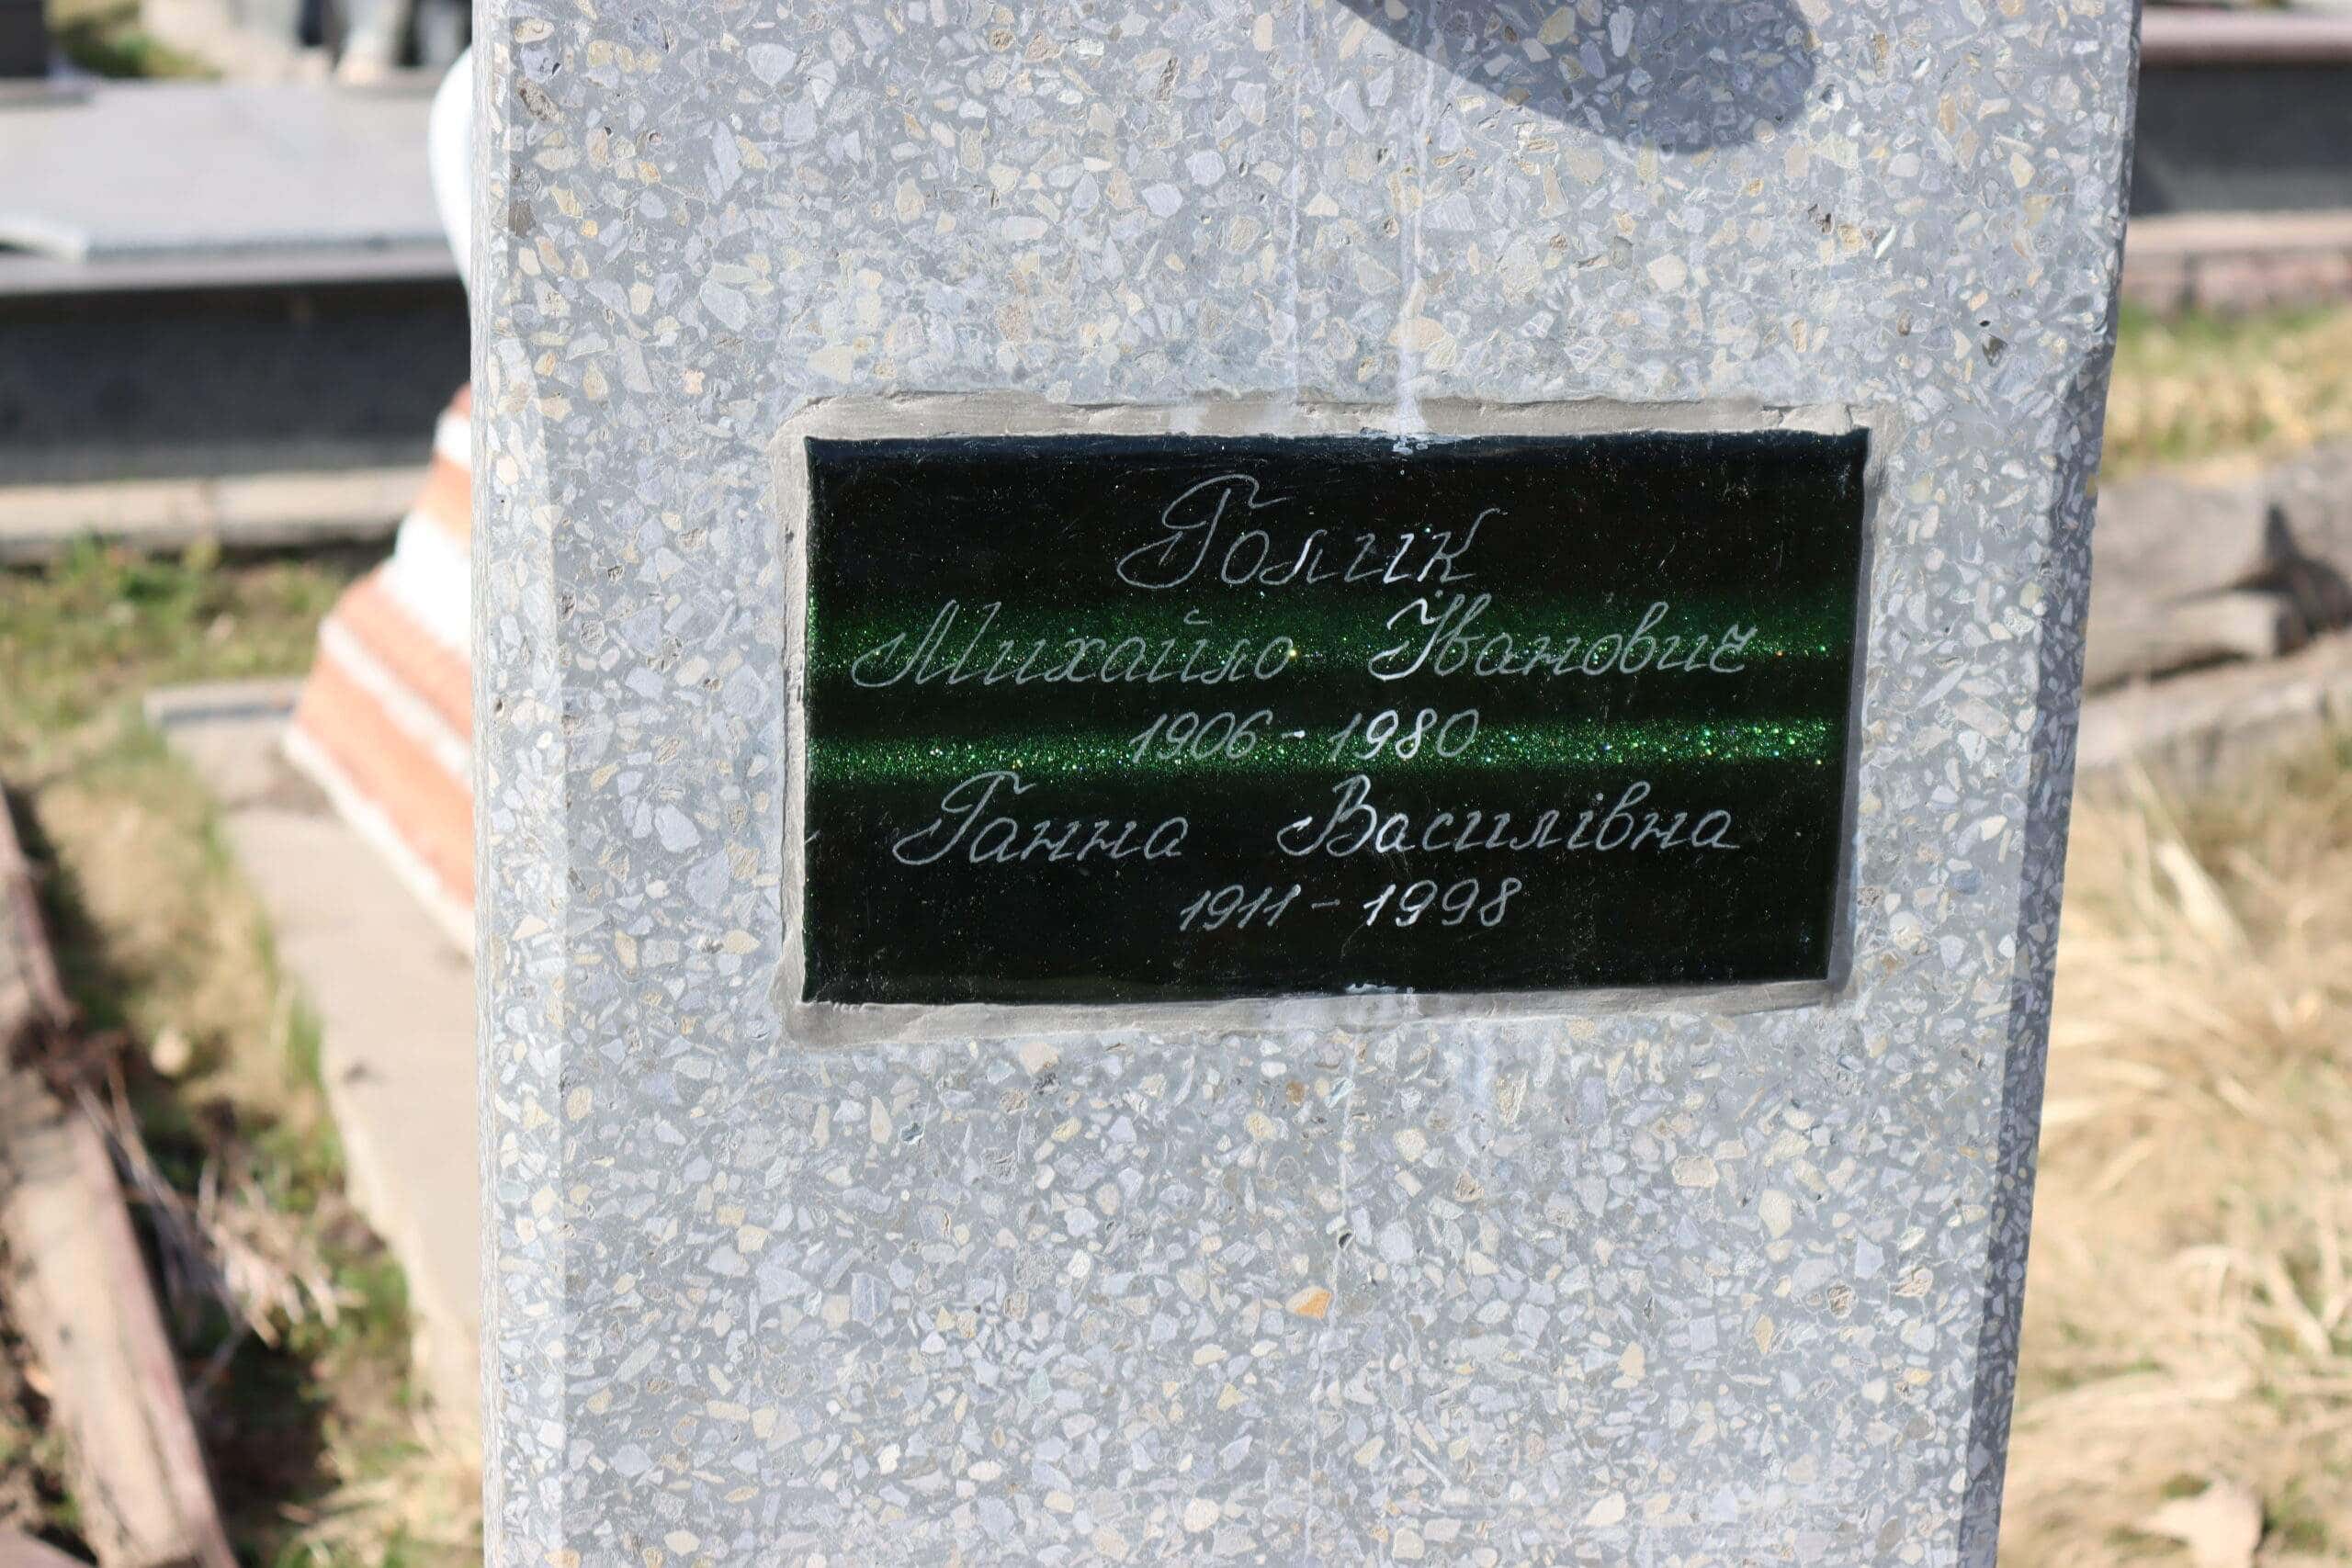 Голик
Михайло Іванович
1906 - 1980
Ганна Василівна
1911 - 1998